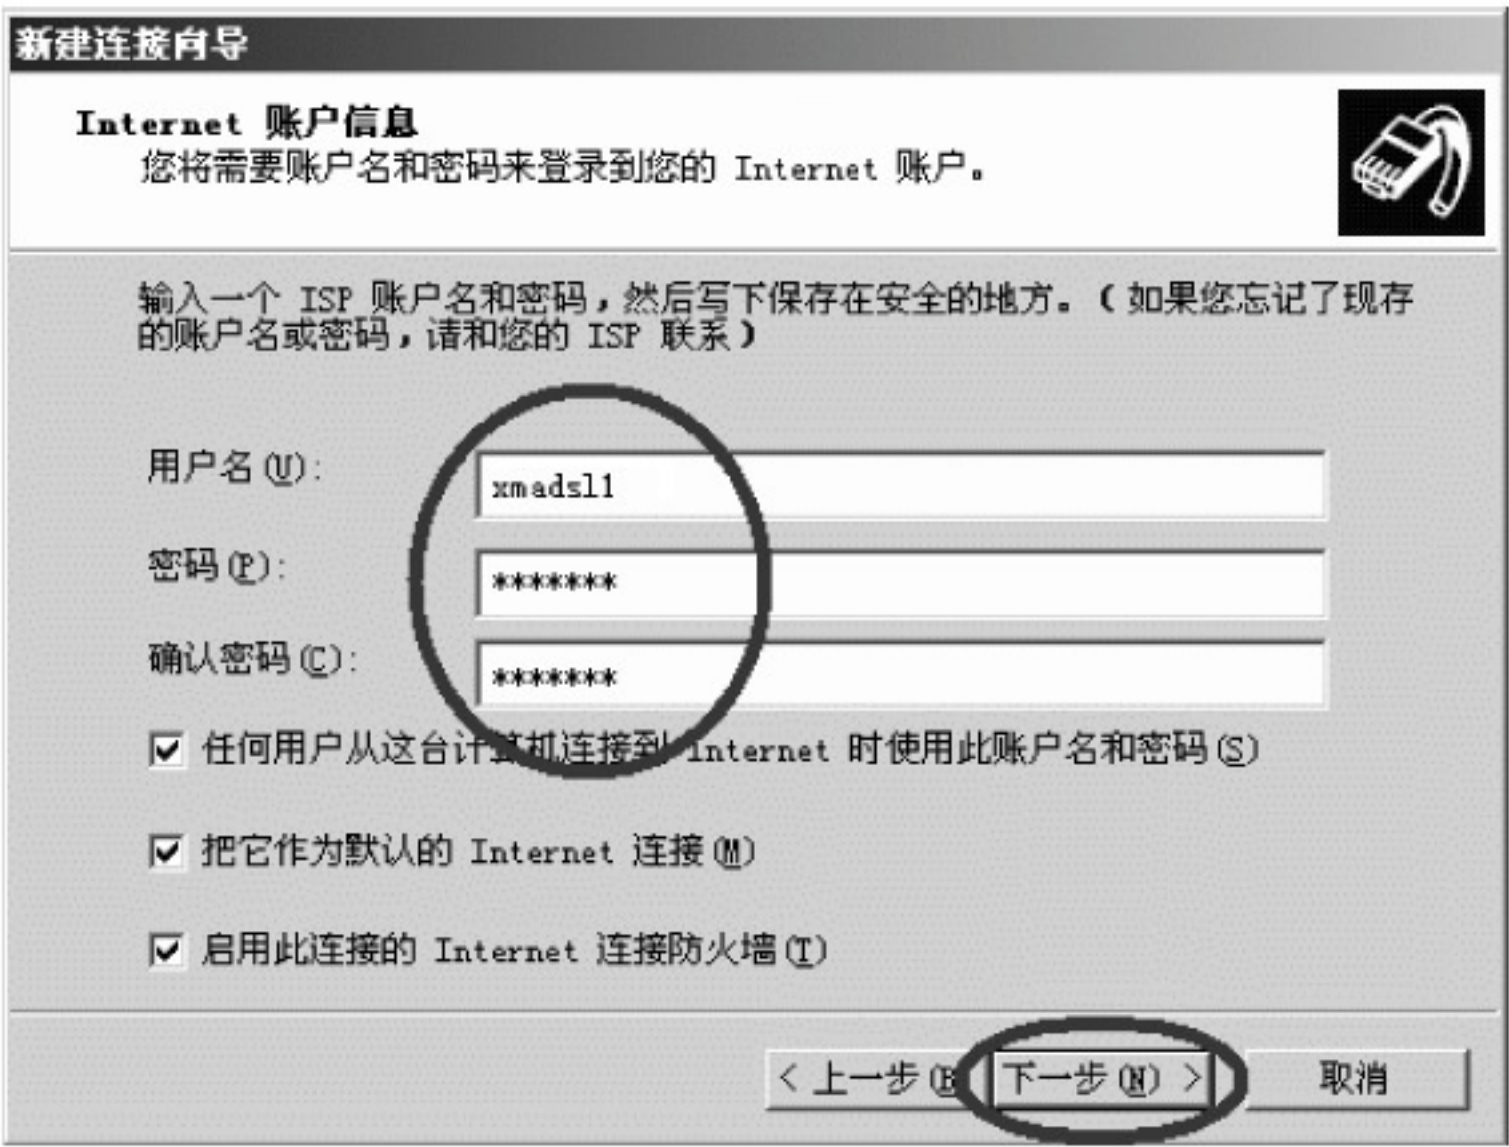 新建连接向导
Internet 账户信息
您将需要账户名和密码来登录到您的 Internet 账户。
输入一个 ISP 账户名和密码，然后写下保存在安全的地方。（如果您忘记了现存
的账户名或密码，请和您的 ISP 联系）
用户名(U):
xmadsl1
密码(P):
*******
确认密码(C):
*******
任何用户从这台计算机连接到 Internet 时使用此账户名和密码(S)
把它作为默认的 Internet 连接(M)
启用此连接的 Internet 连接防火墙(T)
< 上一步(B
下一步(N) >
取消